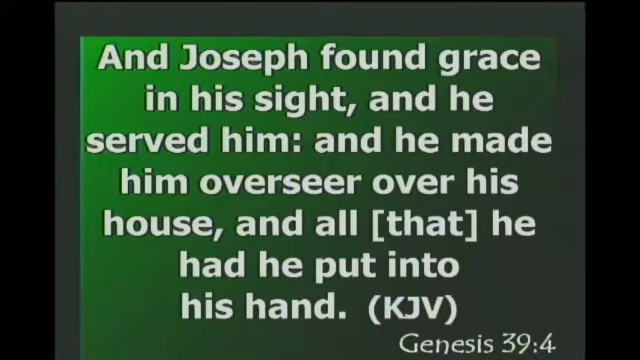 And Joseph found grace
in his sight, and he
served him: and he made
him overseer over his
house, and all [that] he
had he put into
his hand. (KJV)
Genesis 39:4